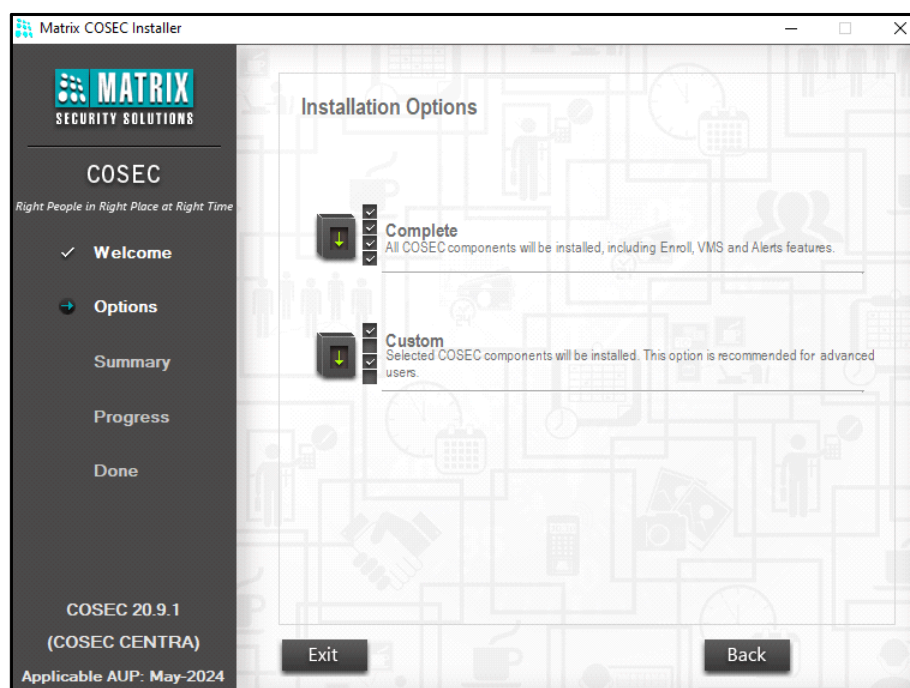 Matrix COSEC Installer
MATRIX
SECURITY SOLUTIONS
COSEC
Right People in Right Place at Right Time
Welcome
Options
Summary
Progress
Done
COSEC 20.9.1
(COSEC CENTRA)
Applicable AUP: May-2024
Installation Options
Complete
All COSEC components will be installed, including Enroll, VMS and Alerts features.
Custom
Selected COSEC components will be installed. This option is recommended for advanced
users.
Exit
Back